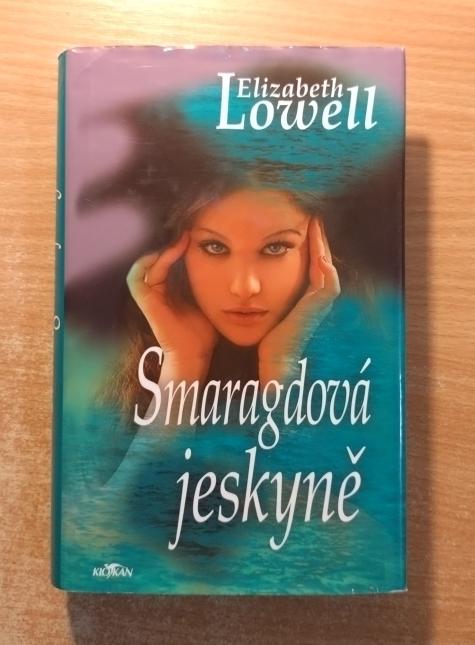 Elizabeth
Lowell
Smaragdová
jeskyně
KLOKAN